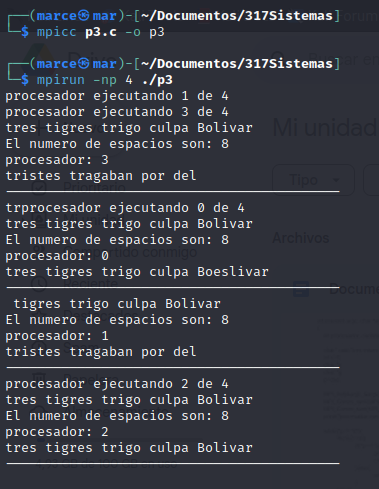 (marce㉿mar)-[~/Documentos/317Sistemas]
$ mpicc p3.c -o p3
(marce㉿mar)-[~/Documentos/317Sistemas]
$ mpirun -np 4 ./p3
procesador ejecutando 1 de 4
procesador ejecutando 3 de 4
tres tigres trigo culpa Bolivar
El numero de espacios son: 8
procesador: 3
tristes tragaban por del
trprocesador ejecutando 0 de 4
tres tigres trigo culpa Bolivar
El numero de espacios son: 8
procesador: 0
tres tigres trigo culpa Boeslivar
tigres trigo culpa Bolivar
El numero de espacios son: 8
procesador: 1
tristes tragaban por del
procesador ejecutando 2 de 4
tres tigres trigo culpa Bolivar
El numero de espacios son: 8
procesador: 2
tres tigres trigo culpa Bolivar
Mi unidad
Tipo
Archivos